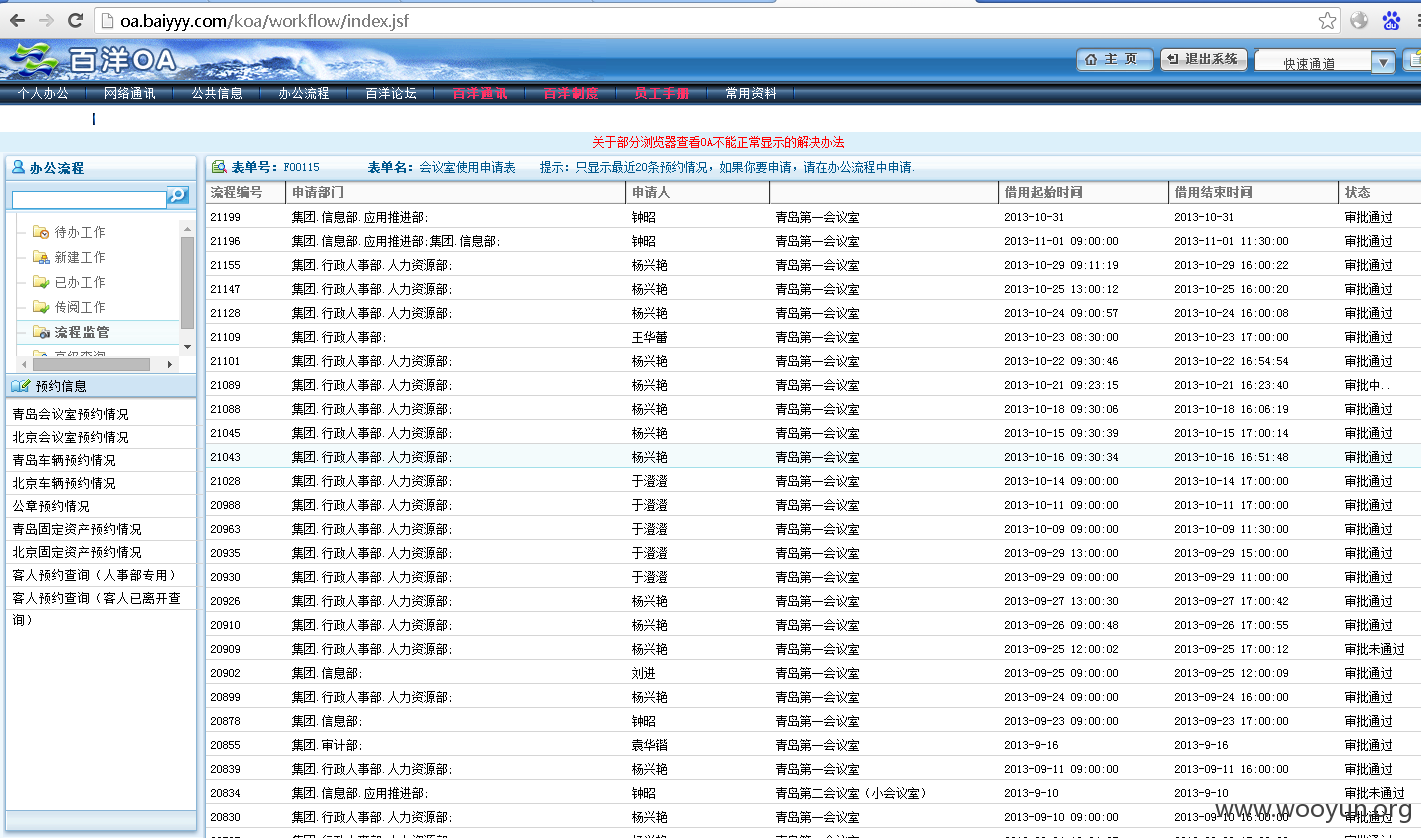 oa.baiyyy.com/koa/workflow/index.jsf
百洋OA
主 页 退出系统 快速通道
个人办公 网络通讯 公共信息 办公流程 百洋论坛 百洋通讯 百洋制度 员工手册 常用资料
关于部分浏览器查看OA不能正常显示的解决办法
办公流程
待办工作
新建工作
已办工作
传阅工作
流程监管
高级查询
预约信息
青岛会议室预约情况
北京会议室预约情况
青岛车辆预约情况
北京车辆预约情况
公章预约情况
青岛固定资产预约情况
北京固定资产预约情况
客人预约查询（人事部专用）
客人预约查询（客人已离开查
询）
表单号：F00115 表单名：会议室使用申请表 提示：只显示最近20条预约情况，如果你要申请，请在办公流程中申请.
流程编号 申请部门 申请人 借用起始时间 借用结束时间 状态
21199 集团.信息部.应用推进部; 钟昭 青岛第一会议室 2013-10-31 2013-10-31 审批通过
21196 集团.信息部.应用推进部;集团.信息部; 钟昭 青岛第一会议室 2013-11-01 09:00:00 2013-11-01 11:30:00 审批通过
21155 集团.行政人事部.人力资源部; 杨兴艳 青岛第一会议室 2013-10-29 09:11:19 2013-10-29 16:00:22 审批通过
21147 集团.行政人事部.人力资源部; 杨兴艳 青岛第一会议室 2013-10-25 13:00:12 2013-10-25 16:00:20 审批通过
21128 集团.行政人事部.人力资源部; 杨兴艳 青岛第一会议室 2013-10-24 09:00:57 2013-10-24 16:00:08 审批通过
21109 集团.行政人事部; 王华蕾 青岛第一会议室 2013-10-23 08:30:00 2013-10-23 17:00:00 审批通过
21101 集团.行政人事部.人力资源部; 杨兴艳 青岛第一会议室 2013-10-22 09:30:46 2013-10-22 16:54:54 审批通过
21089 集团.行政人事部.人力资源部; 杨兴艳 青岛第一会议室 2013-10-21 09:23:15 2013-10-21 16:23:40 审批中..
21088 集团.行政人事部.人力资源部; 杨兴艳 青岛第一会议室 2013-10-18 09:30:06 2013-10-18 16:06:19 审批通过
21045 集团.行政人事部.人力资源部; 杨兴艳 青岛第一会议室 2013-10-15 09:30:39 2013-10-15 17:00:14 审批通过
21043 集团.行政人事部.人力资源部; 杨兴艳 青岛第一会议室 2013-10-16 09:30:34 2013-10-16 16:51:48 审批通过
21028 集团.行政人事部.人力资源部; 于澄澄 青岛第一会议室 2013-10-14 09:00:00 2013-10-14 17:00:00 审批通过
20988 集团.行政人事部.人力资源部; 于澄澄 青岛第一会议室 2013-10-11 09:00:00 2013-10-11 17:00:00 审批通过
20963 集团.行政人事部.人力资源部; 于澄澄 青岛第一会议室 2013-10-09 09:00:00 2013-10-09 11:30:00 审批通过
20935 集团.行政人事部.人力资源部; 于澄澄 青岛第一会议室 2013-09-29 13:00:00 2013-09-29 15:00:00 审批通过
20930 集团.行政人事部.人力资源部; 于澄澄 青岛第一会议室 2013-09-29 09:00:00 2013-09-29 11:00:00 审批通过
20926 集团.行政人事部.人力资源部; 杨兴艳 青岛第一会议室 2013-09-27 13:00:30 2013-09-27 17:00:42 审批通过
20910 集团.行政人事部.人力资源部; 杨兴艳 青岛第一会议室 2013-09-26 09:00:48 2013-09-26 17:00:55 审批通过
20909 集团.行政人事部.人力资源部; 杨兴艳 青岛第一会议室 2013-09-25 12:00:02 2013-09-25 17:00:12 审批未通过
20902 集团.信息部; 刘进 青岛第一会议室 2013-09-25 09:00:00 2013-09-25 12:00:09 审批通过
20899 集团.行政人事部.人力资源部; 杨兴艳 青岛第一会议室 2013-09-24 09:00:00 2013-09-24 16:00:00 审批通过
20878 集团.信息部; 钟昭 青岛第一会议室 2013-09-23 09:00:00 2013-09-23 17:00:00 审批通过
20855 集团.审计部; 袁华锴 青岛第一会议室 2013-9-16 2013-9-16 审批通过
20839 集团.行政人事部.人力资源部; 杨兴艳 青岛第一会议室 2013-09-11 09:00:00 2013-09-11 16:00:00 审批通过
20834 集团.信息部.应用推进部; 钟昭 青岛第二会议室（小会议室） 2013-9-10 2013-9-10 审批未通过
20830 集团.行政人事部.人力资源部; 杨兴艳 青岛第一会议室 2013-09-10 09:00:00 2013-09-10 16:00:00 审批通过
www.wooyun.org